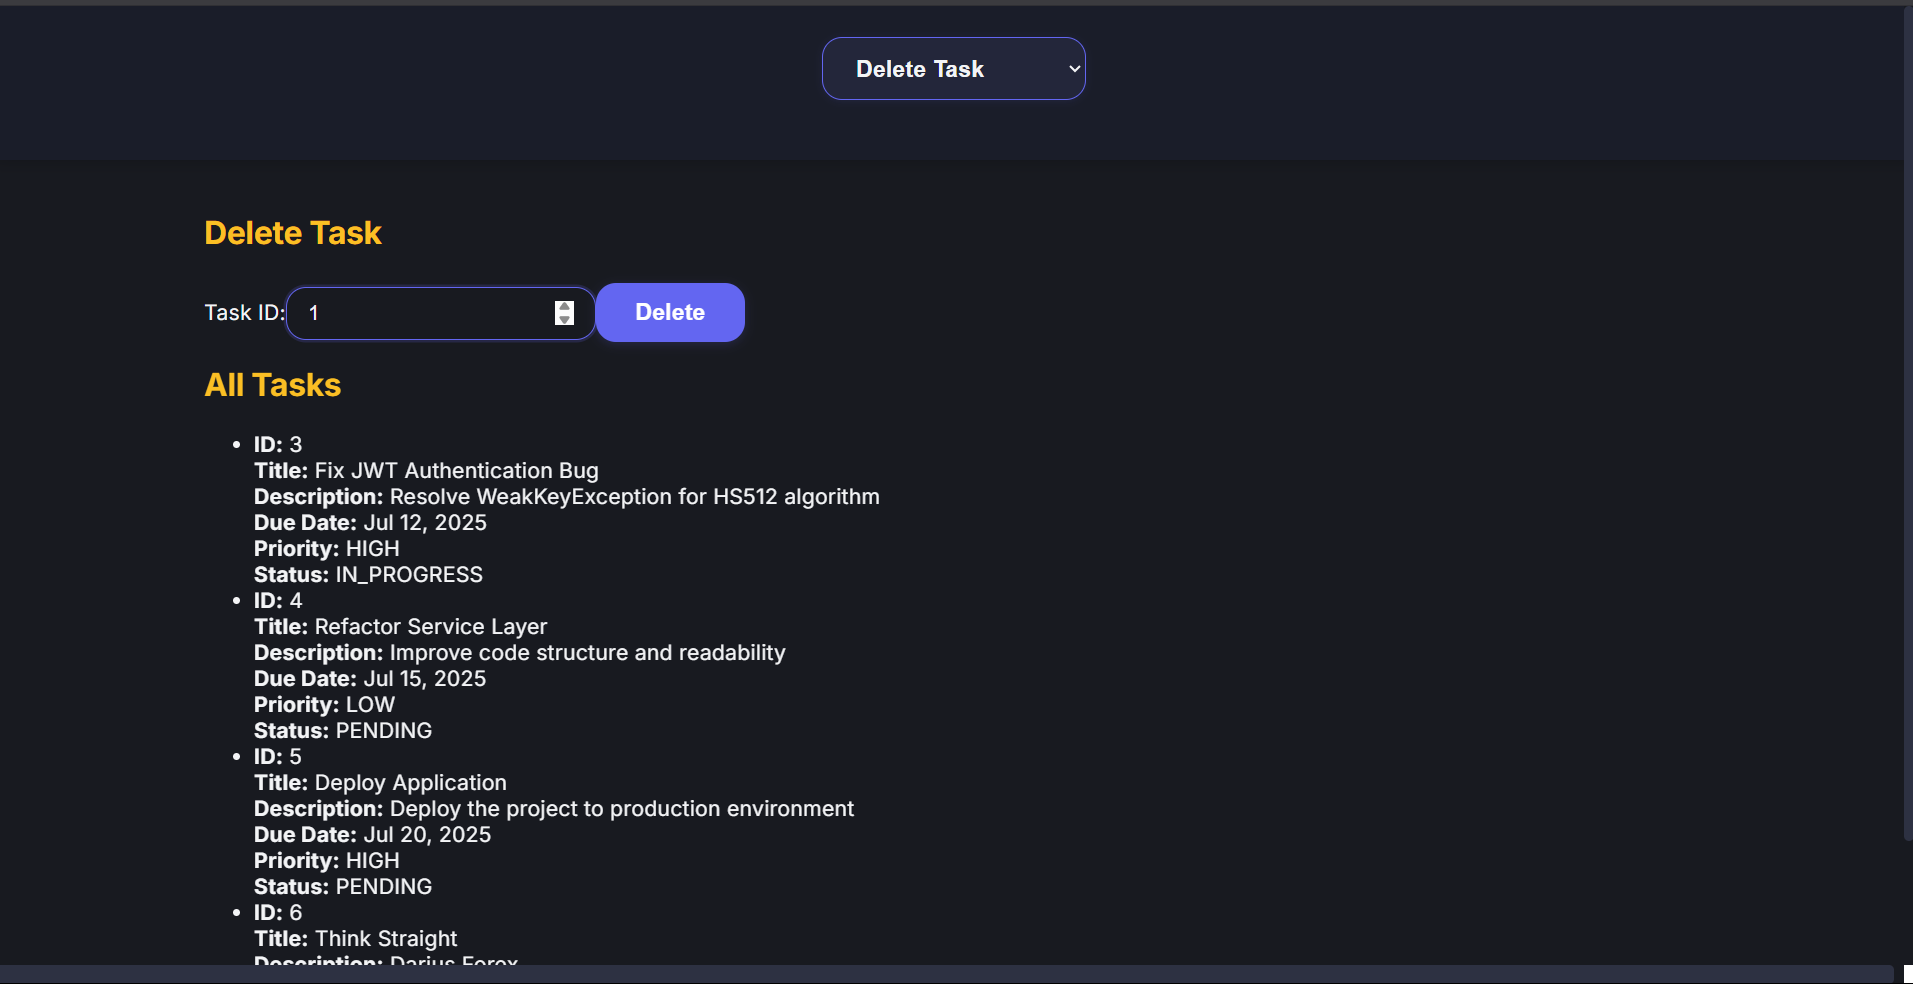 Delete Task
Delete Task
Task ID: 1 Delete
All Tasks
• ID: 3
Title: Fix JWT Authentication Bug
Description: Resolve WeakKeyException for HS512 algorithm
Due Date: Jul 12, 2025
Priority: HIGH
Status: IN_PROGRESS
• ID: 4
Title: Refactor Service Layer
Description: Improve code structure and readability
Due Date: Jul 15, 2025
Priority: LOW
Status: PENDING
• ID: 5
Title: Deploy Application
Description: Deploy the project to production environment
Due Date: Jul 20, 2025
Priority: HIGH
Status: PENDING
• ID: 6
Title: Think Straight
Description: Darius Forex